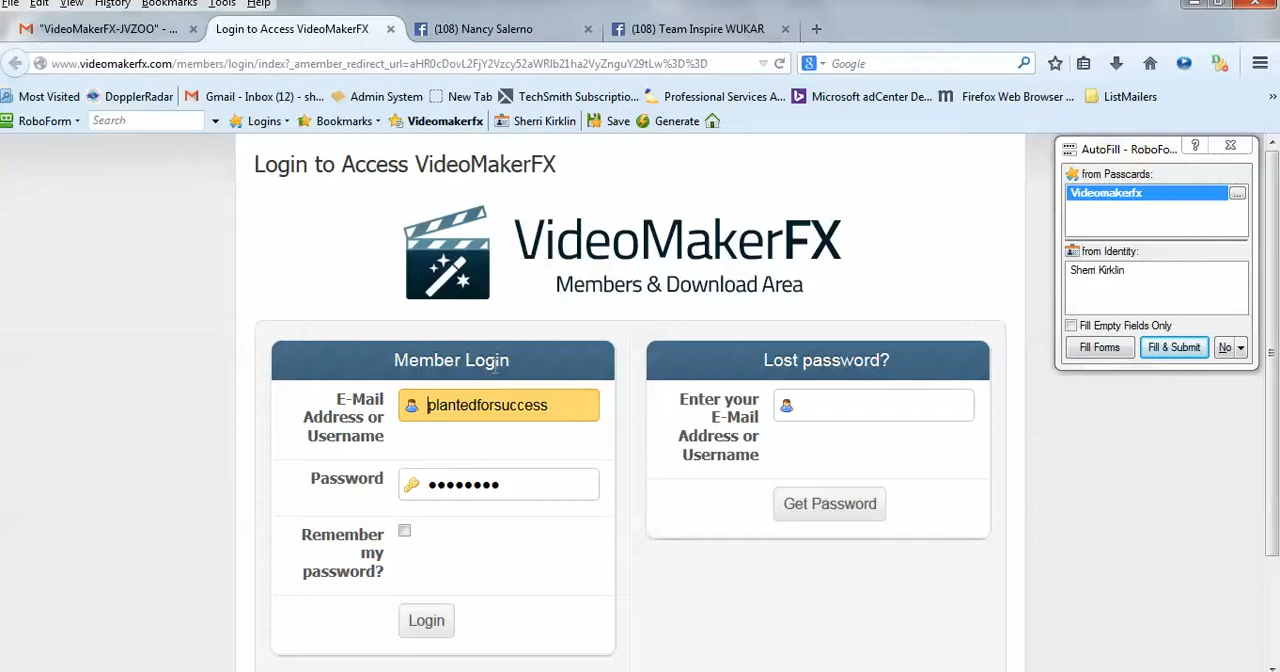 File Edit View History Bookmarks Tools Help
"VideoMakerFX-JVZOO" - ... Login to Access VideoMakerFX (108) Nancy Salerno (108) Team Inspire WUKAR
www.videomakerfx.com/members/login/index?_amember_redirect_url= Google
Most Visited DopplerRadar Gmail - Inbox (12) - sh... Admin System New Tab TechSmith Subscriptio... Professional Services A... Microsoft adCenter De... Firefox Web Browser ... ListMailers
RoboForm Search Logins Bookmarks Videomakerfx Sherri Kirklin Save Generate
Login to Access VideoMakerFX
VideoMakerFX
Members & Download Area
AutoFill - RoboFo...
from Passcards:
Videomakerfx
from Identity:
Sherri Kirklin
Fill Empty Fields Only
Fill Forms Fill & Submit No
Member Login
E-Mail
Address or
Username
plantedforsuccess
Password
Remember
my
password?
Login
Lost password?
Enter your
E-Mail
Address or
Username
Get Password